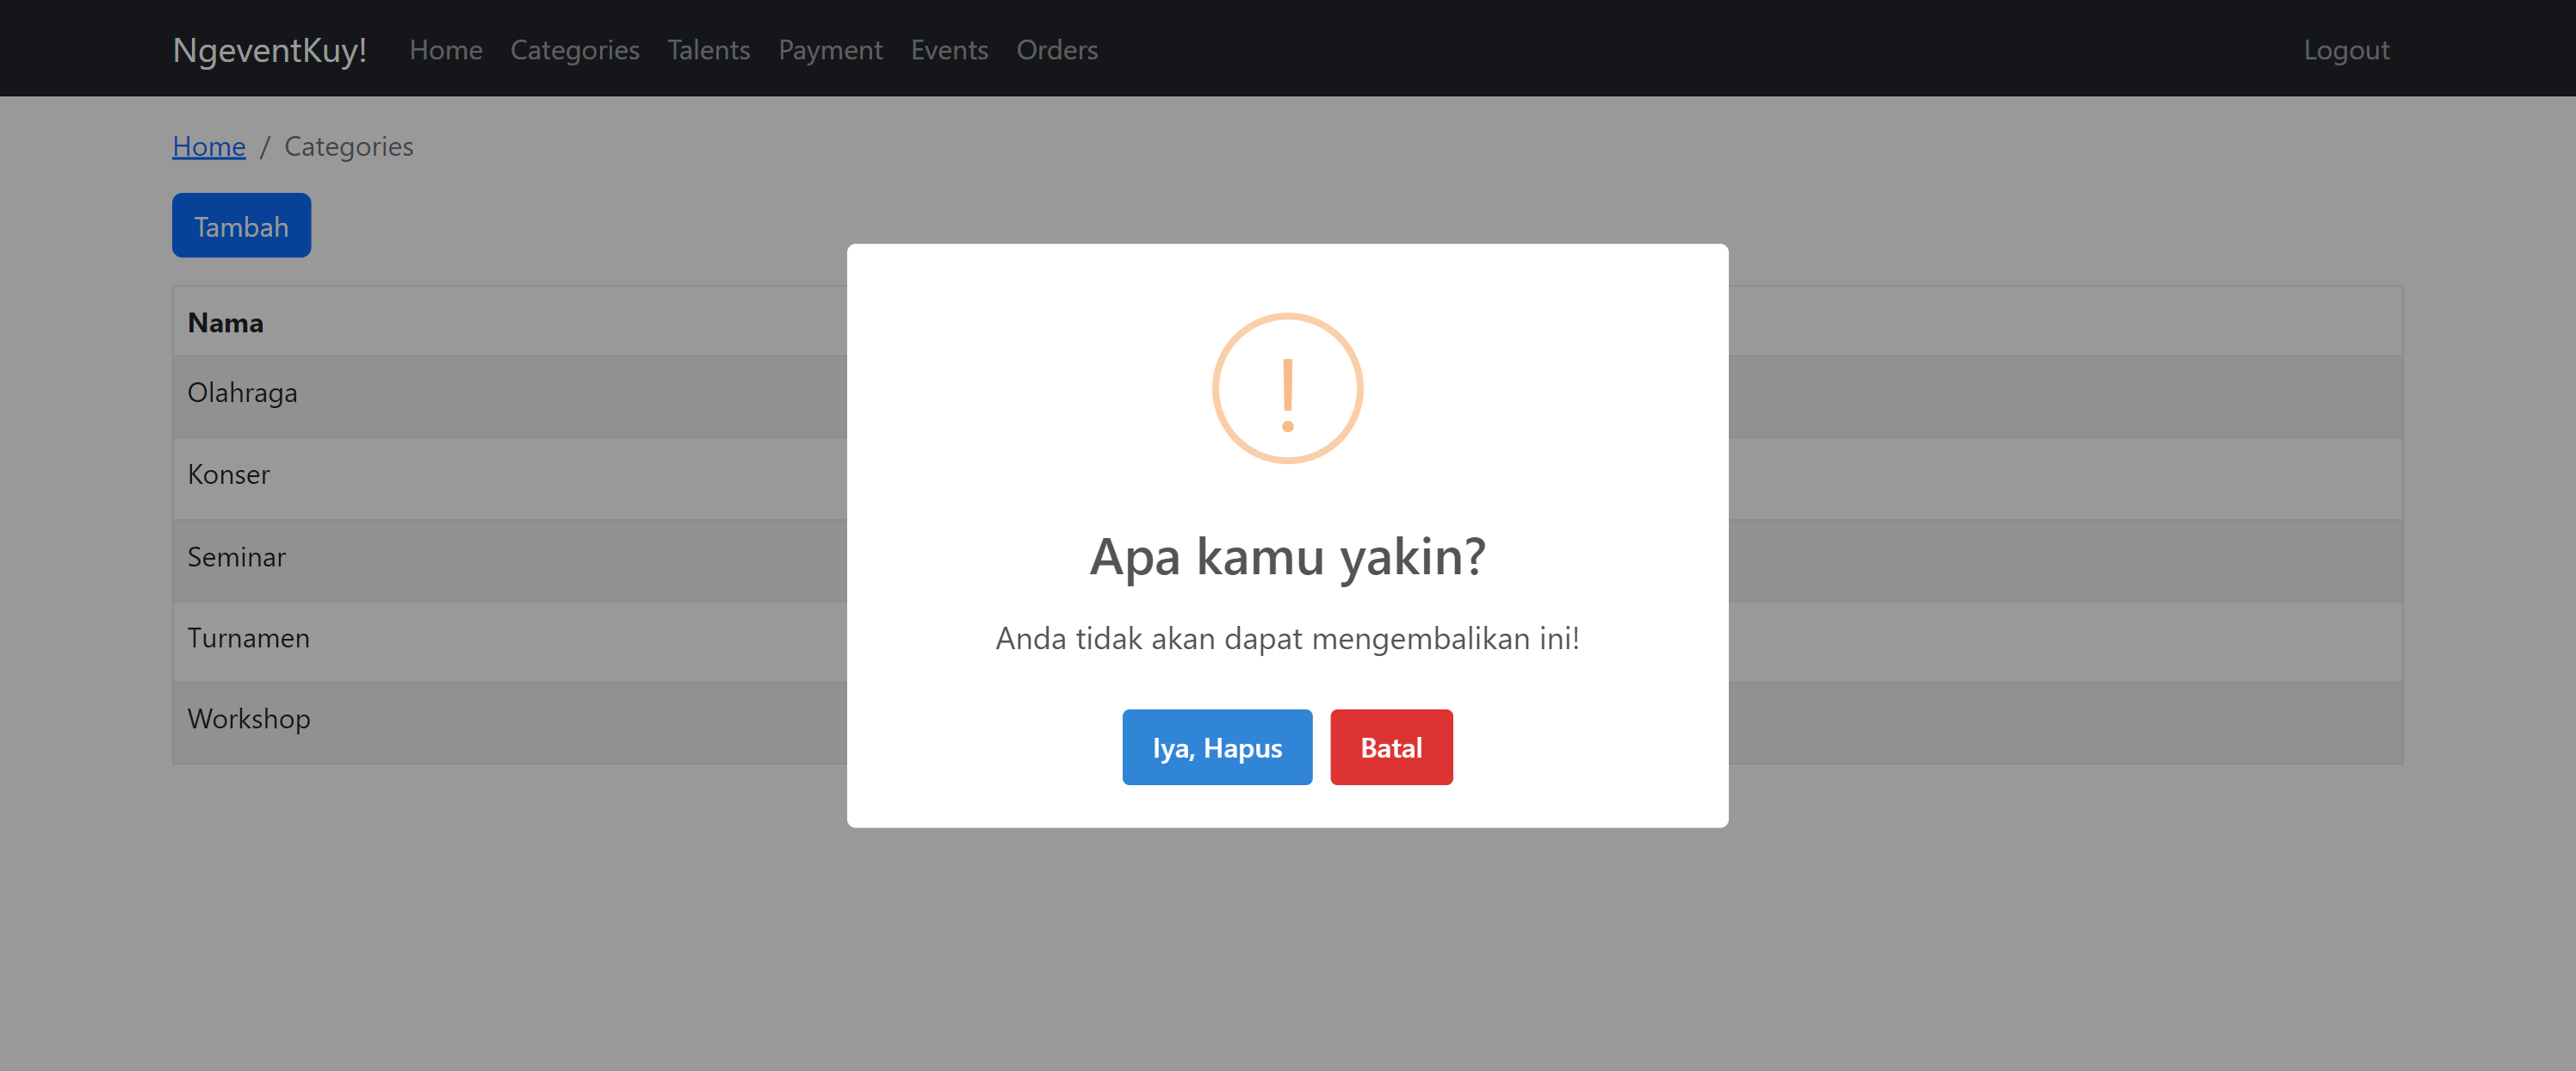 NgeventKuy! Home Categories Talents Payment Events Orders Logout
Home / Categories
Tambah
Nama
Olahraga
Konser
Seminar
Turnamen
Workshop
!
Apa kamu yakin?
Anda tidak akan dapat mengembalikan ini!
Iya, Hapus Batal